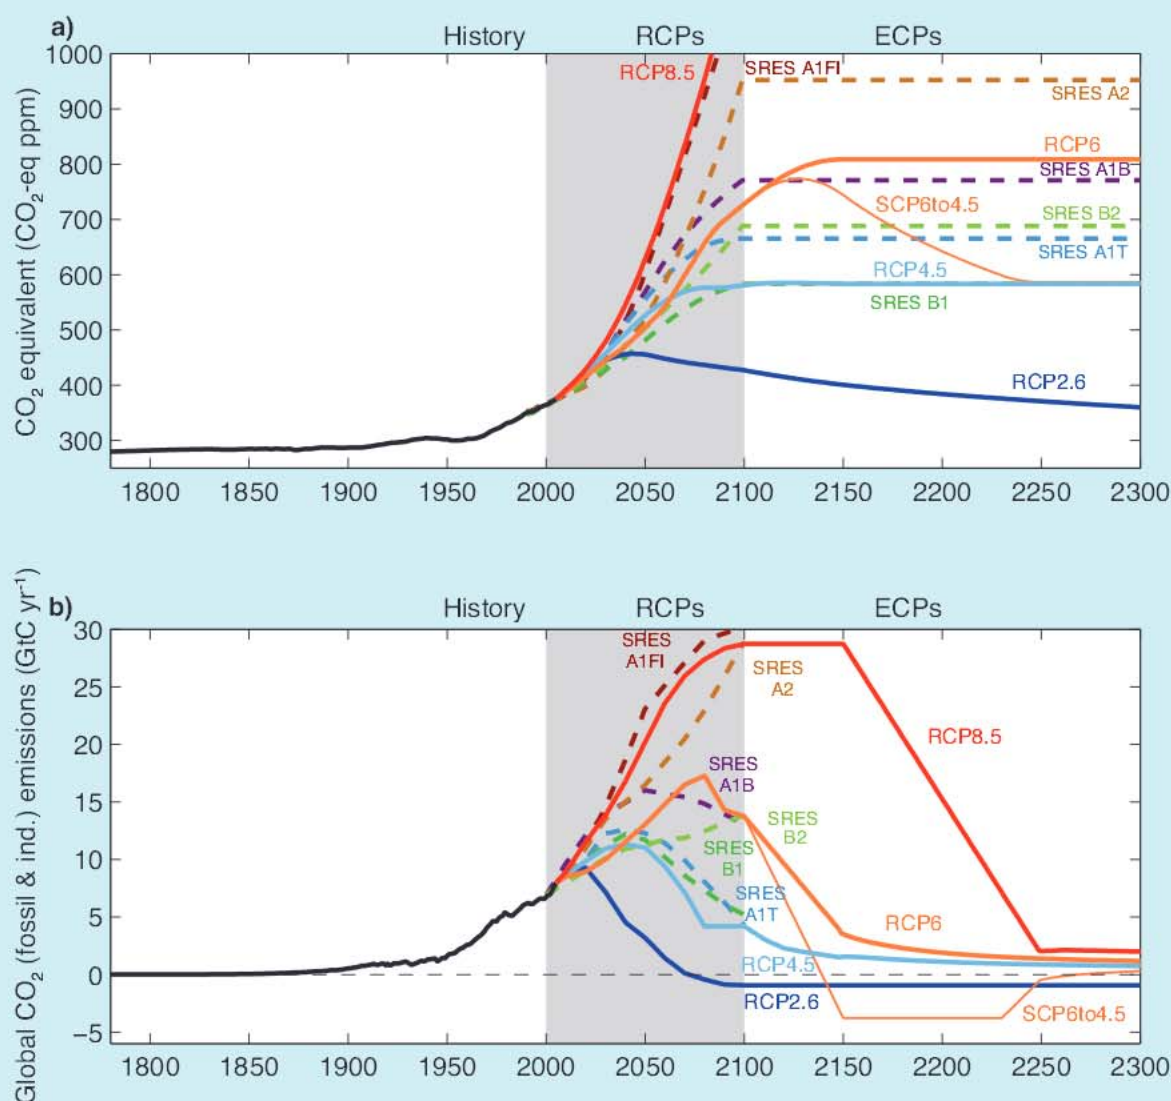 a)
History RCPs ECPs
CO₂ equivalent (CO₂-eq ppm)
1000
900
800
700
600
500
400
300
RCP8.5
SRES A1FI
SRES A2
RCP6
SRES A1B
SCP6to4.5
SRES B2
SRES A1T
RCP4.5
SRES B1
RCP2.6
1800 1850 1900 1950 2000 2050 2100 2150 2200 2250 2300
b)
History RCPs ECPs
Global CO₂ (fossil & ind.) emissions (GtC yr⁻¹)
30
25
20
15
10
5
0
−5
SRES
A1FI
SRES
A2
RCP8.5
SRES
A1B
SRES
B2
SRES
B1
SRES
A1T
RCP6
RCP4.5
RCP2.6
SCP6to4.5
1800 1850 1900 1950 2000 2050 2100 2150 2200 2250 2300